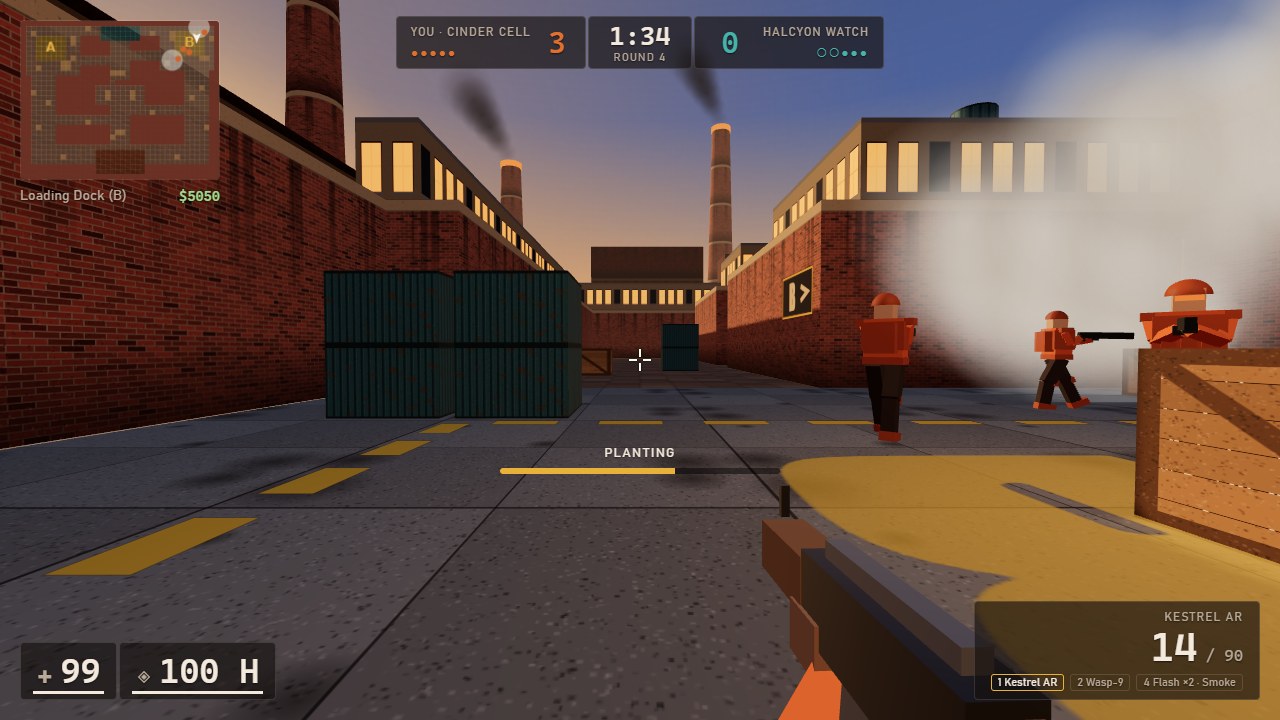 A
B
Loading Dock (B)
$5050
YOU · CINDER CELL
3
1:34
ROUND 4
0
HALCYON WATCH
PLANTING
+ 99
100 H
KESTREL AR
14 / 90
1 Kestrel AR
2 Wasp-9
4 Flash ×2 · Smoke